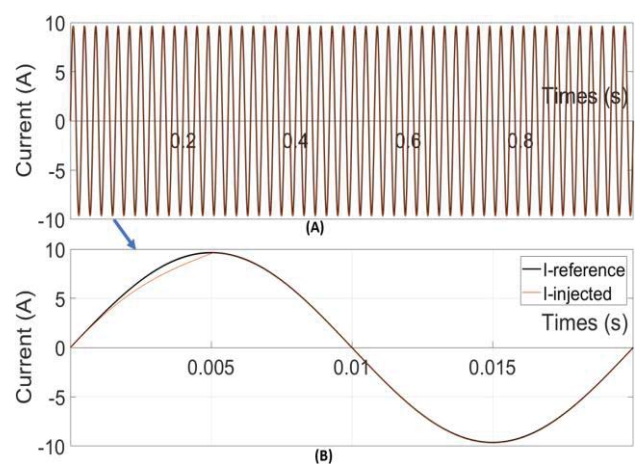 10
5
0
-5
-10
Current (A)
Times (s)
0.2
0.4
0.6
0.8
(A)
10
5
0
-5
-10
Current (A)
I-reference
I-injected
Times (s)
0.005
0.01
0.015
(B)